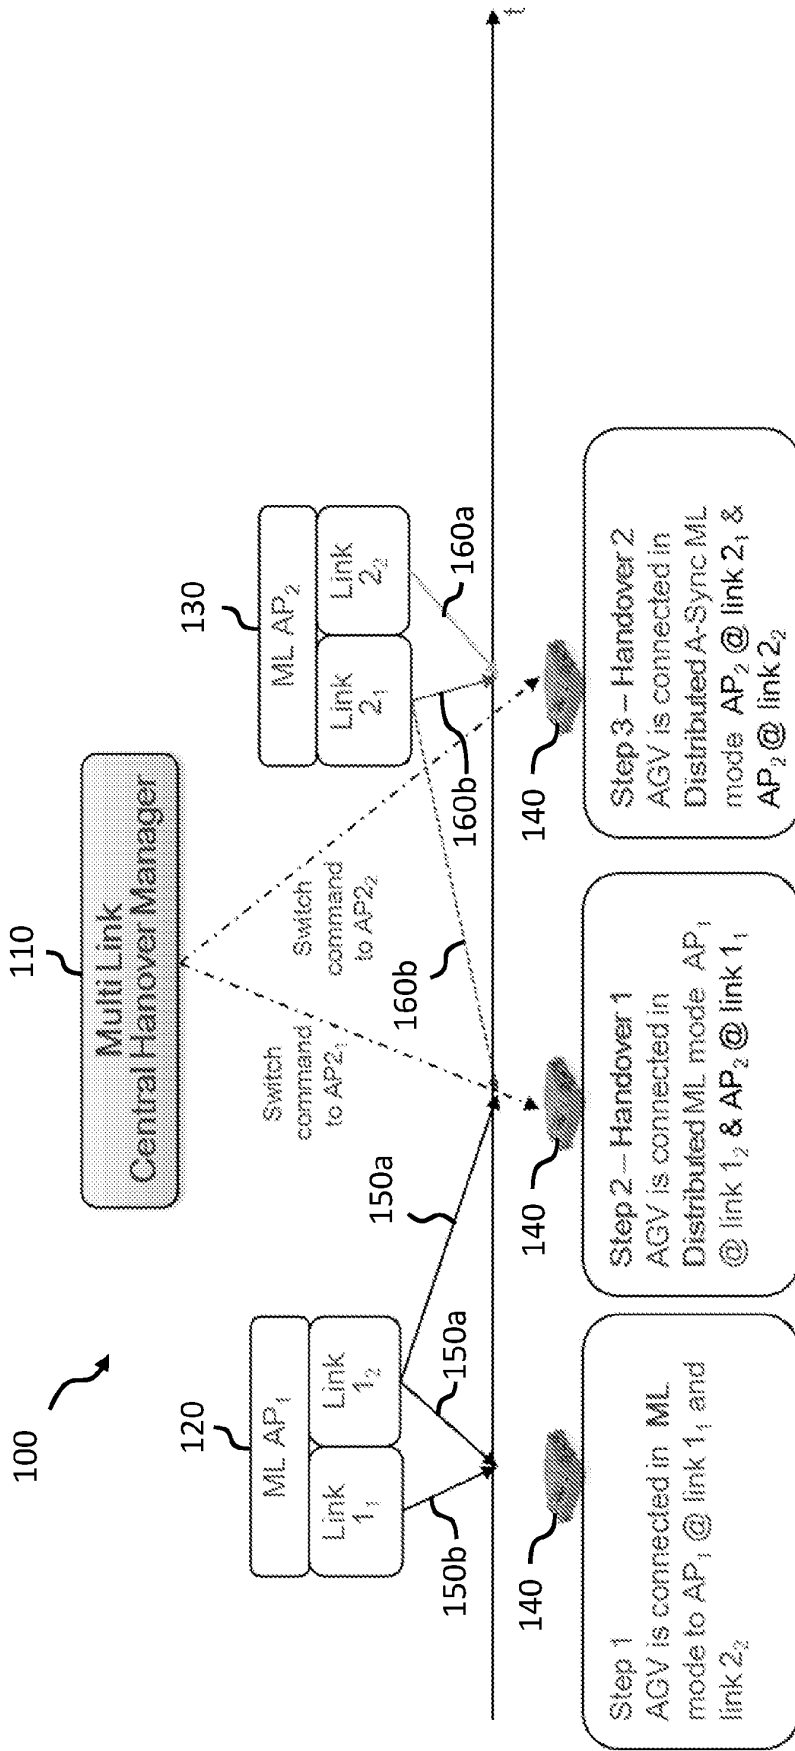 100
110
Multi Link
Central Hanover Manager
120
ML AP₁
Link
1₁
Link
1₂
130
ML AP₂
Link
2₁
Link
2₂
150b
150a
150a
Switch
command
to AP2₁
Switch
command
to AP2₂
160b
160b
160a
t
140
140
140
Step 1
AGV is connected in ML
mode to AP₁ @ link 1₁ and
link 2₂
Step 2 – Handover 1
AGV is connected in
Distributed ML mode AP₁
@ link 1₂ & AP₂ @ link 1₁
Step 3 – Handover 2
AGV is connected in
Distributed A-Sync ML
mode AP₂ @ link 2₁ &
AP₂ @ link 2₂